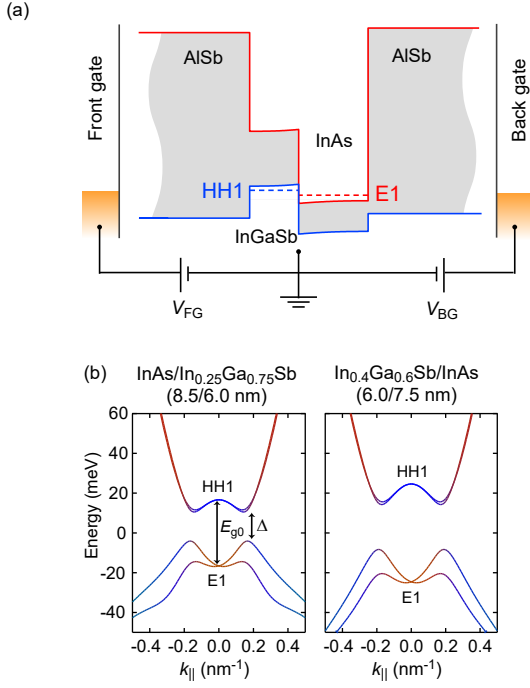 (a)
AlSb
AlSb
Front gate
Back gate
InAs
HH1
E1
InGaSb
V_FG
V_BG
(b)
InAs/In₀.₂₅Ga₀.₇₅Sb
(8.5/6.0 nm)
In₀.₄Ga₀.₆Sb/InAs
(6.0/7.5 nm)
Energy (meV)
60
40
20
0
-20
-40
HH1
E_g0
Δ
E1
HH1
E1
-0.4 -0.2 0.0 0.2 0.4
-0.4 -0.2 0.0 0.2 0.4
k_|| (nm⁻¹)
k_|| (nm⁻¹)